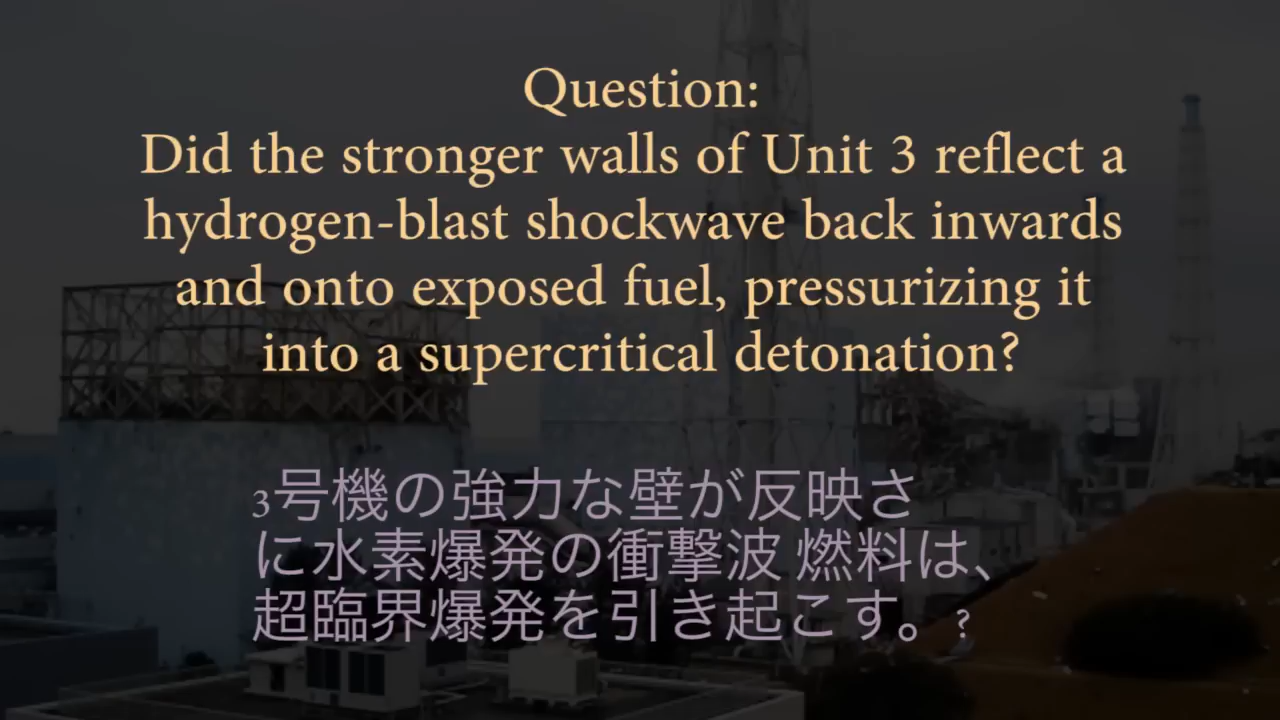 Question:
Did the stronger walls of Unit 3 reflect a
hydrogen-blast shockwave back inwards
and onto exposed fuel, pressurizing it
into a supercritical detonation?
3号機の強力な壁が反映さ
に水素爆発の衝撃波 燃料は、
超臨界爆発を引き起こす。?